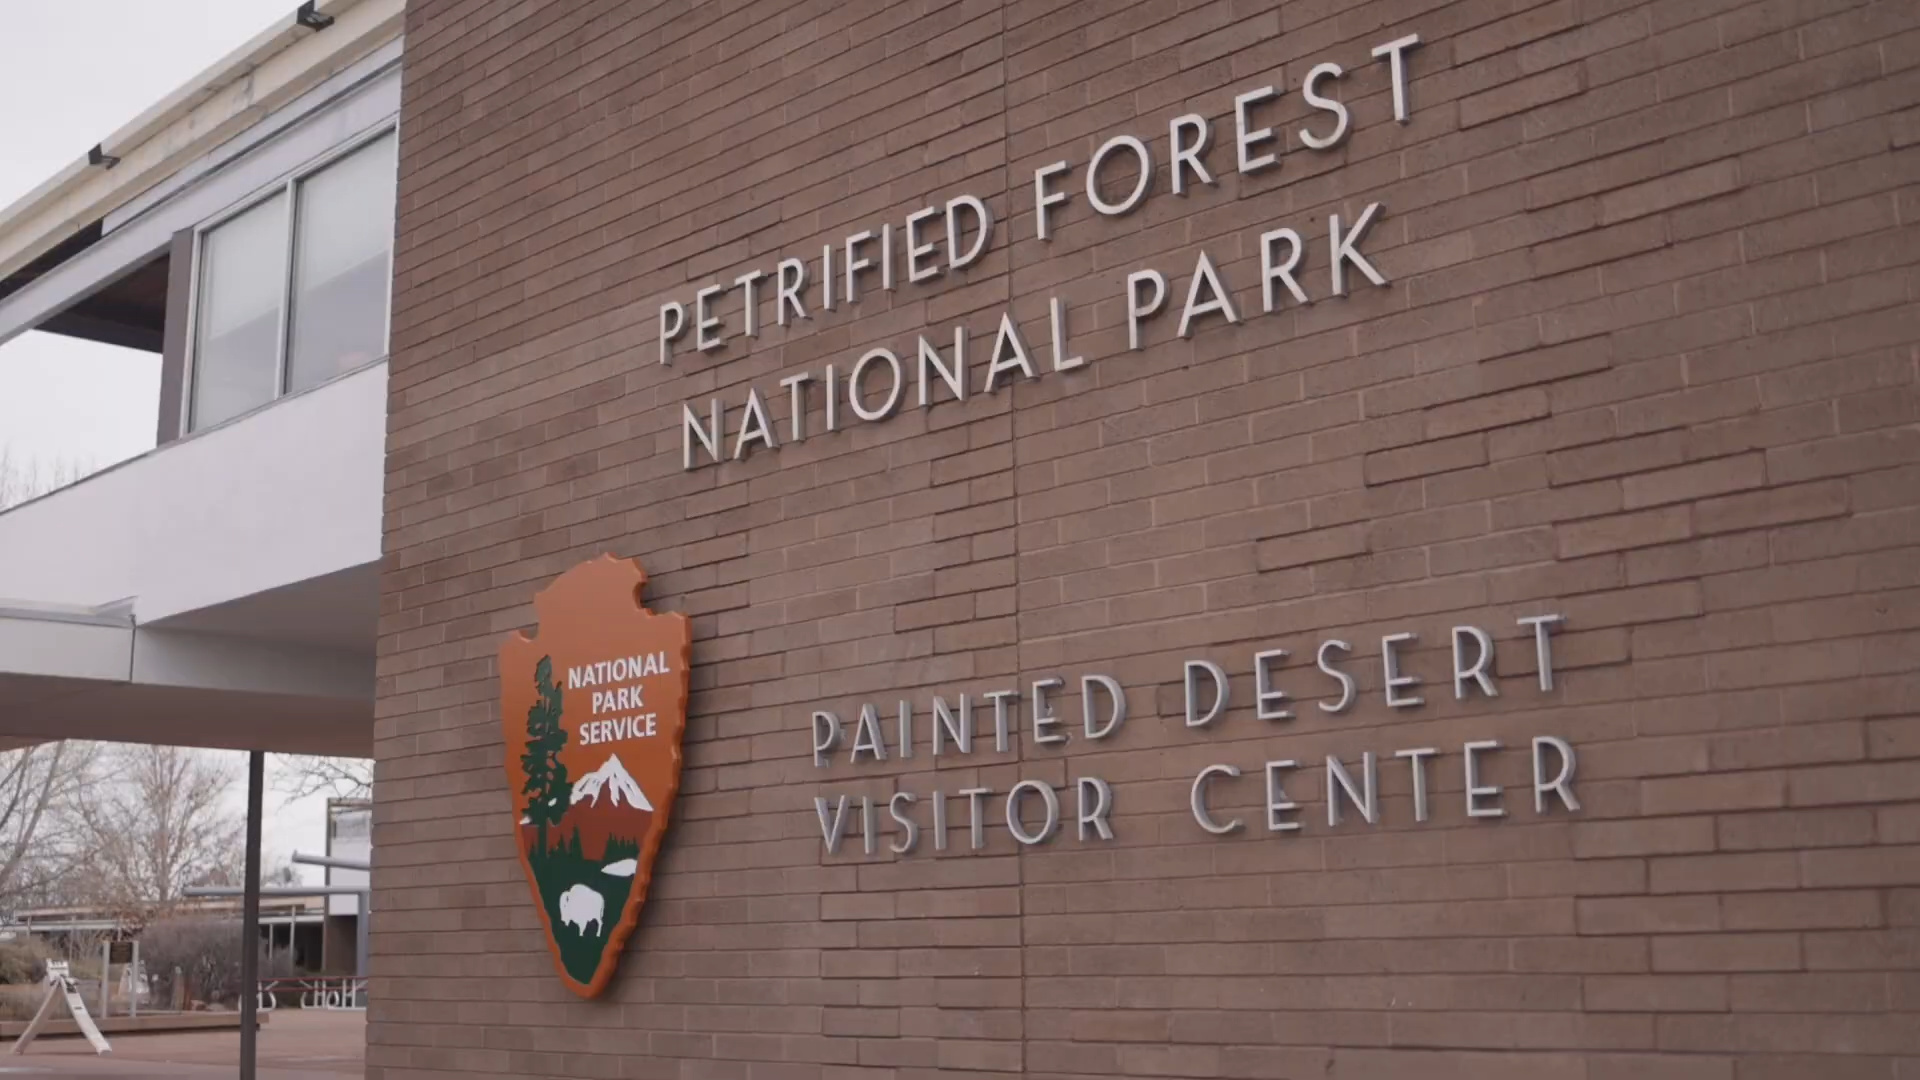 PETRIFIED FOREST
NATIONAL PARK
NATIONAL
PARK
SERVICE
PAINTED DESERT
VISITOR CENTER